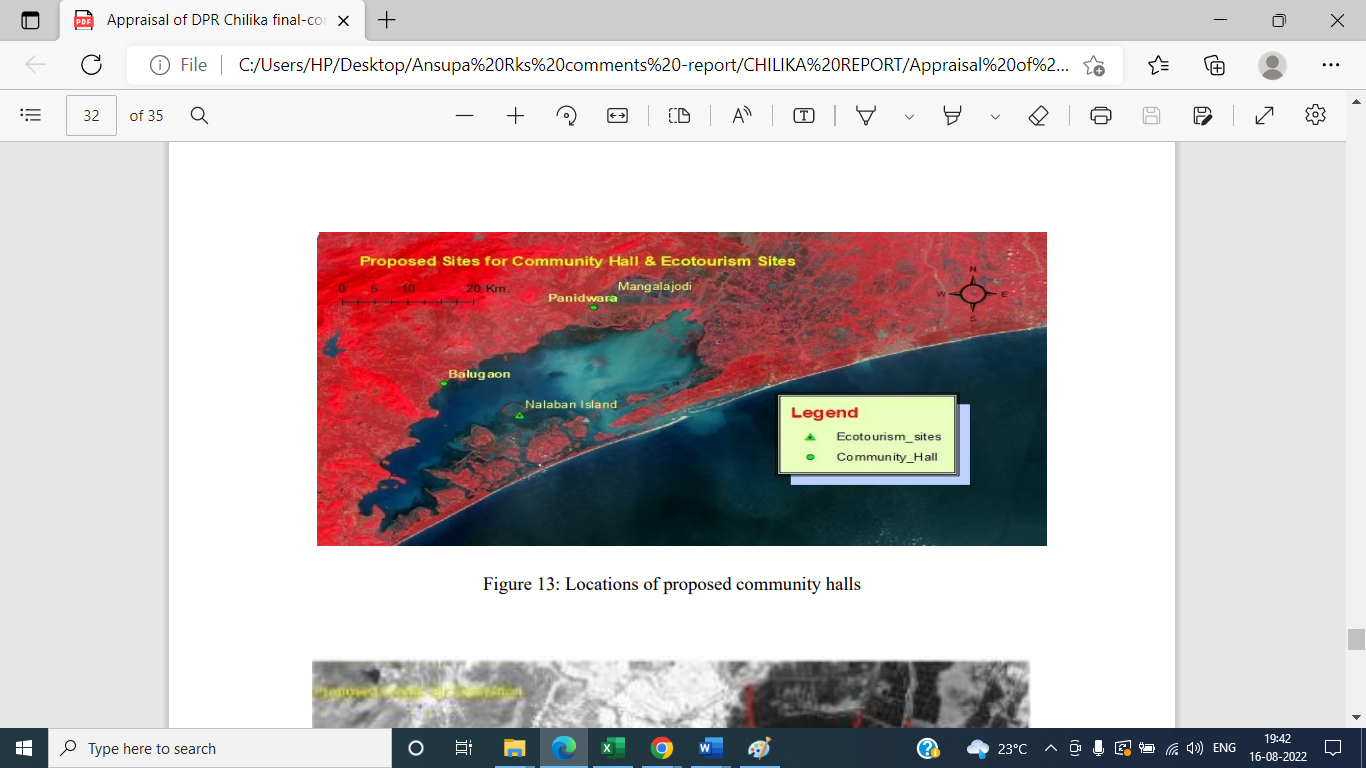 Appraisal of DPR Chilika final-co
File
C:/Users/HP/Desktop/Ansupa%20Rks%20comments%20-report/CHILIKA%20REPORT/Appraisal%20of%2...
32 of 35
Proposed Sites for Community Hall & Ecotourism Sites
0 5 10 20 Km.
N
W E
S
Mangalajodi
Panidwara
Balugaon
Nalaban Island
Legend
Ecotourism_sites
Community_Hall
Figure 13: Locations of proposed community halls
Proposed
Type here to search
23°C
ENG
19:42
16-08-2022